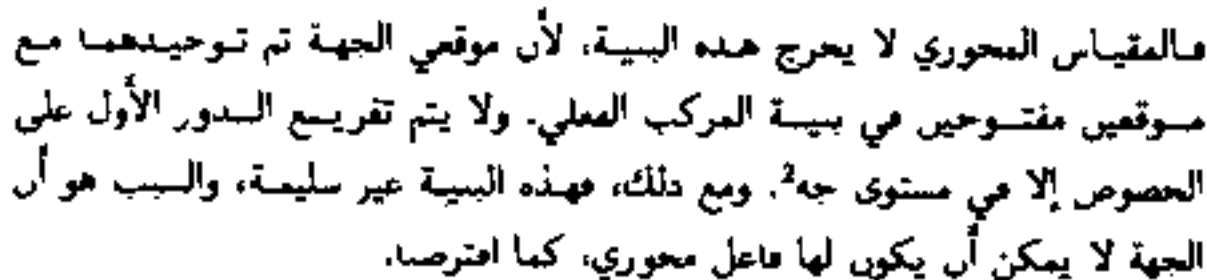 فالمقياس المحوري لا يخرج هذه البنية، لأن موقعي الجهة تم توحيدهما مع
موقعين مفتوحين في بنية المركب الفعلي. ولا يتم تفريغ الدور الأول على
الخصوص إلا في مستوى جه². ومع ذلك، فهذه البنية غير سليمة، والسبب هو أن
الجهة لا يمكن أن يكون لها فاعل محوري، كما افترضنا.